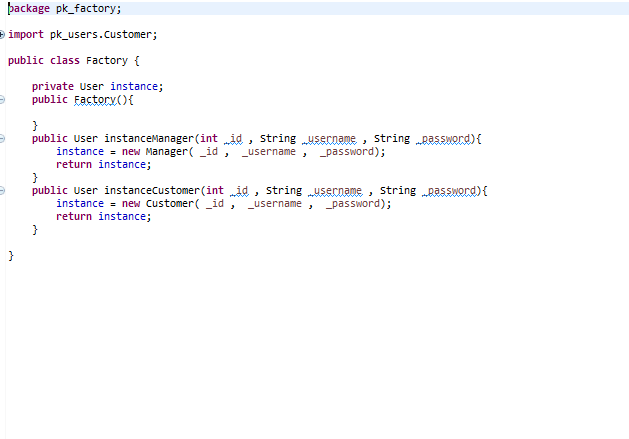 package pk_factory;
import pk_users.Customer;
public class Factory {
private User instance;
public Factory(){
}
public User instanceManager(int _id , String _username , String _password){
instance = new Manager( _id , _username , _password);
return instance;
}
public User instanceCustomer(int _id , String _username , String _password){
instance = new Customer( _id , _username , _password);
return instance;
}
}